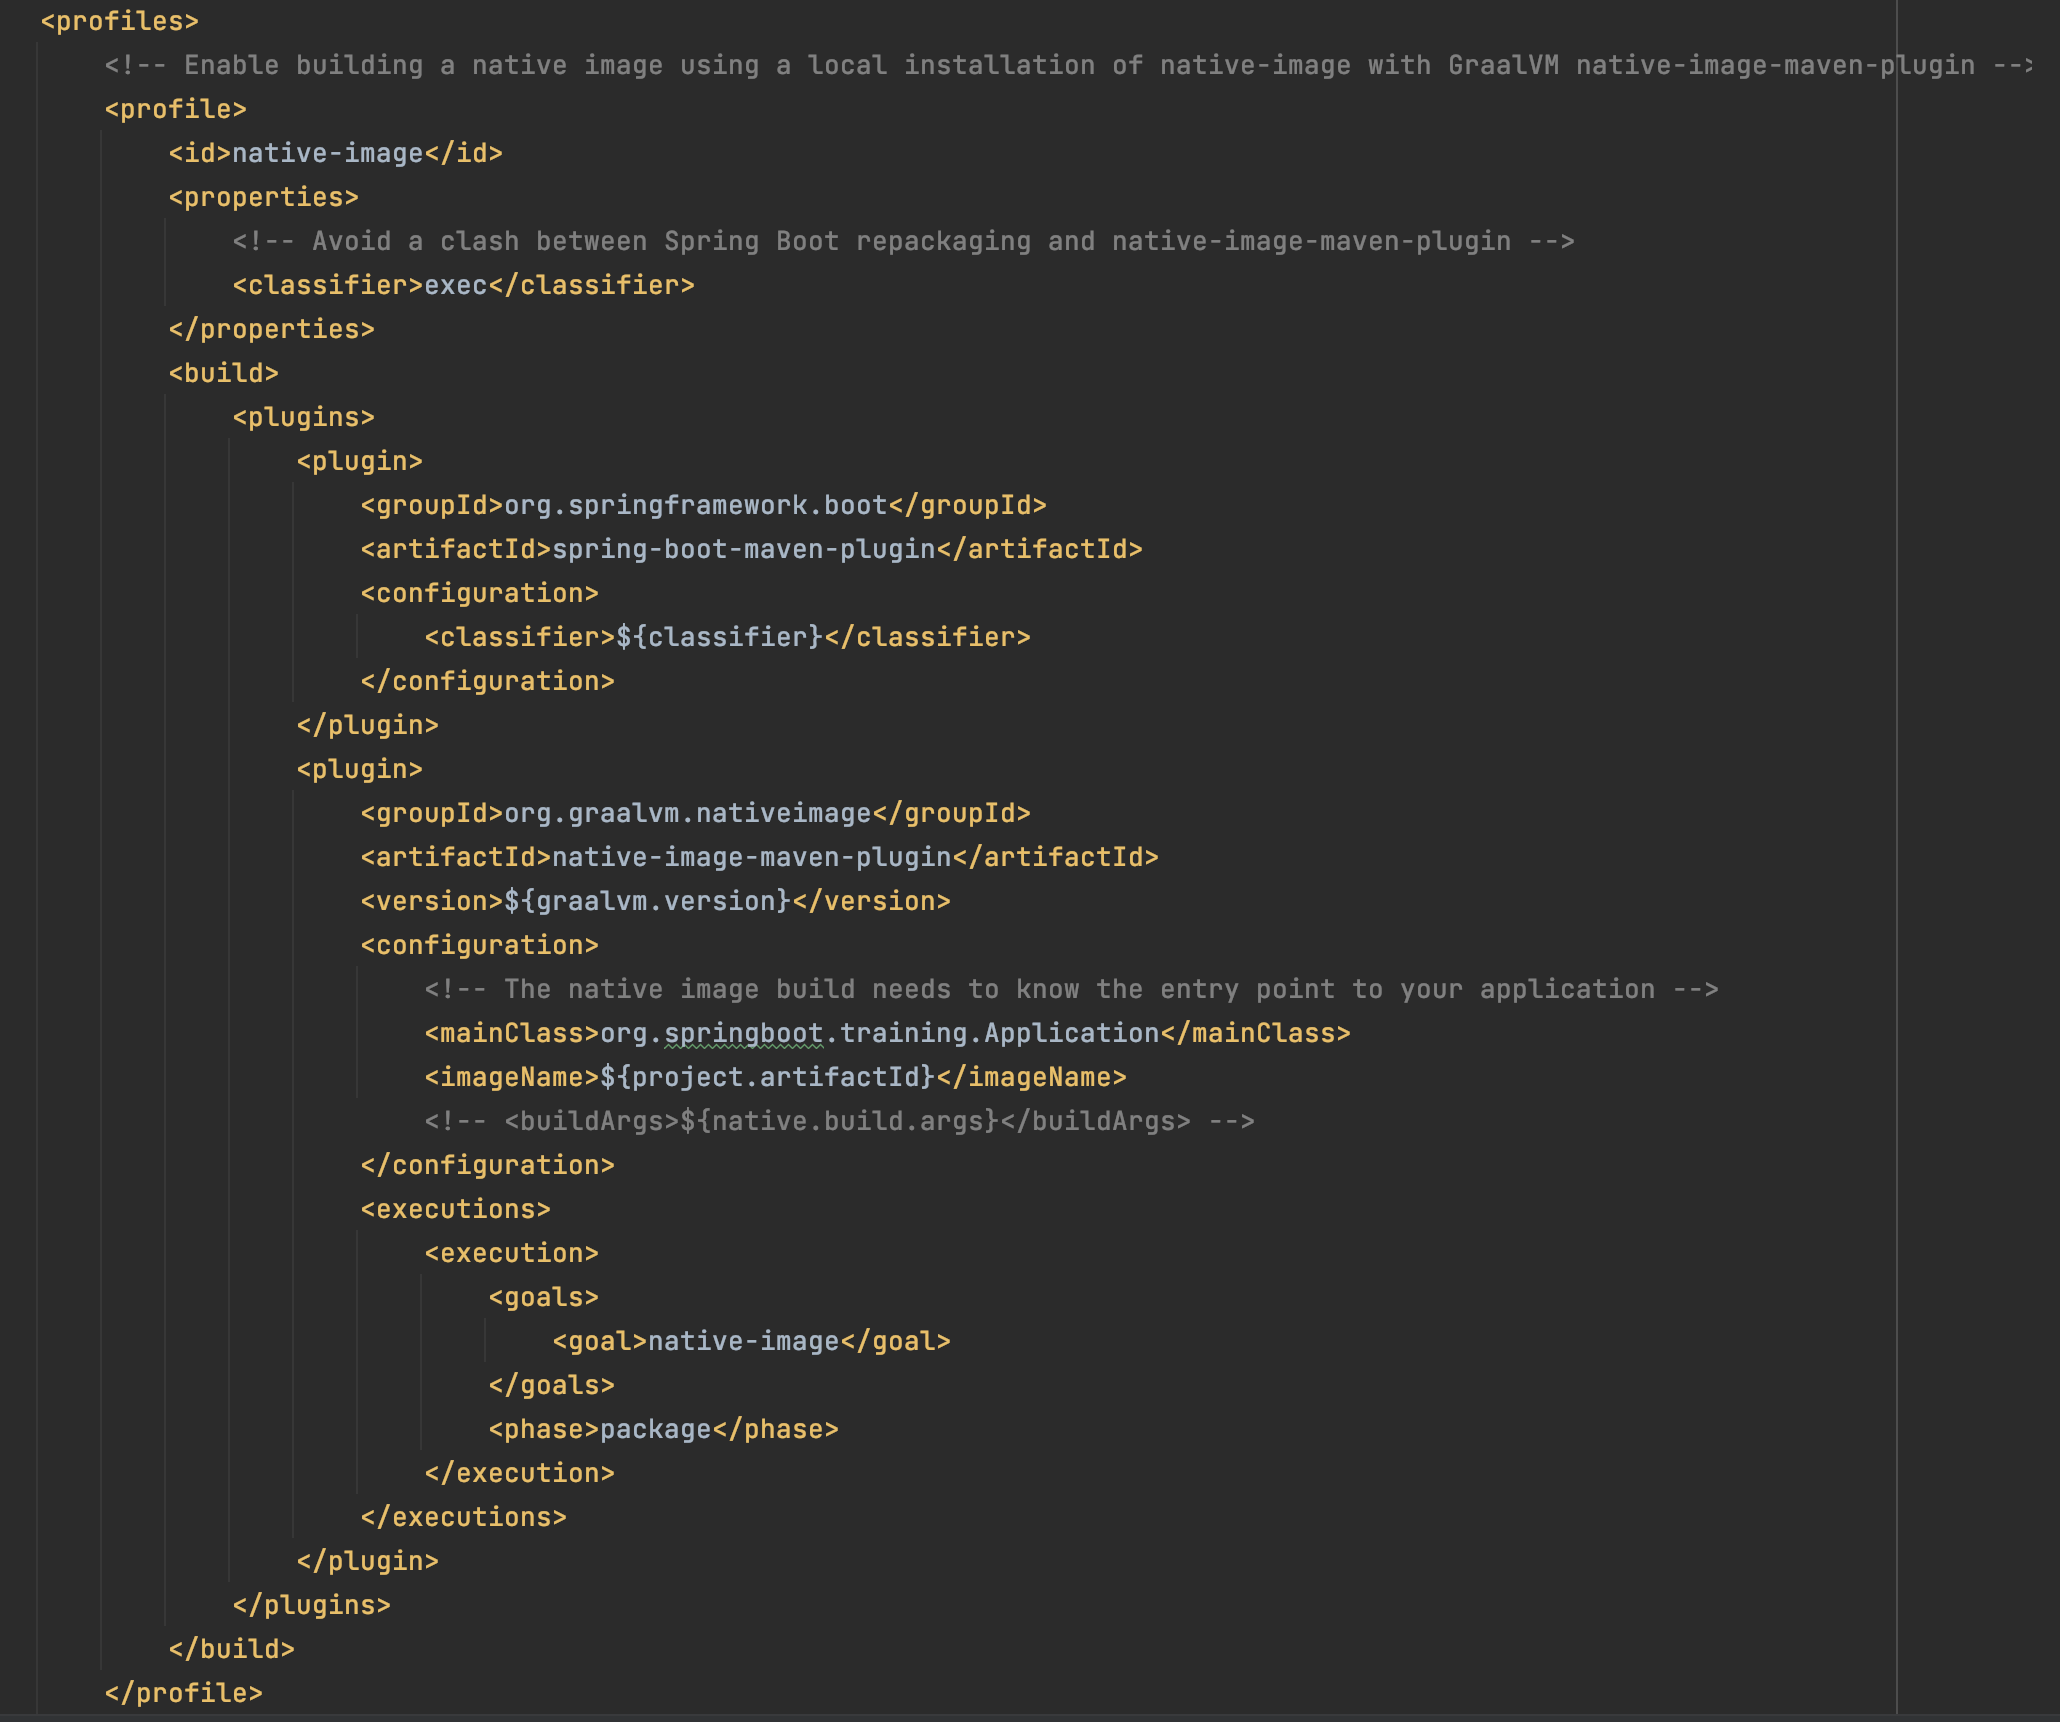 <profiles>
<!-- Enable building a native image using a local installation of native-image with GraalVM native-image-maven-plugin -->
<profile>
<id>native-image</id>
<properties>
<!-- Avoid a clash between Spring Boot repackaging and native-image-maven-plugin -->
<classifier>exec</classifier>
</properties>
<build>
<plugins>
<plugin>
<groupId>org.springframework.boot</groupId>
<artifactId>spring-boot-maven-plugin</artifactId>
<configuration>
<classifier>${classifier}</classifier>
</configuration>
</plugin>
<plugin>
<groupId>org.graalvm.nativeimage</groupId>
<artifactId>native-image-maven-plugin</artifactId>
<version>${graalvm.version}</version>
<configuration>
<!-- The native image build needs to know the entry point to your application -->
<mainClass>org.springboot.training.Application</mainClass>
<imageName>${project.artifactId}</imageName>
<!-- <buildArgs>${native.build.args}</buildArgs> -->
</configuration>
<executions>
<execution>
<goals>
<goal>native-image</goal>
</goals>
<phase>package</phase>
</execution>
</executions>
</plugin>
</plugins>
</build>
</profile>